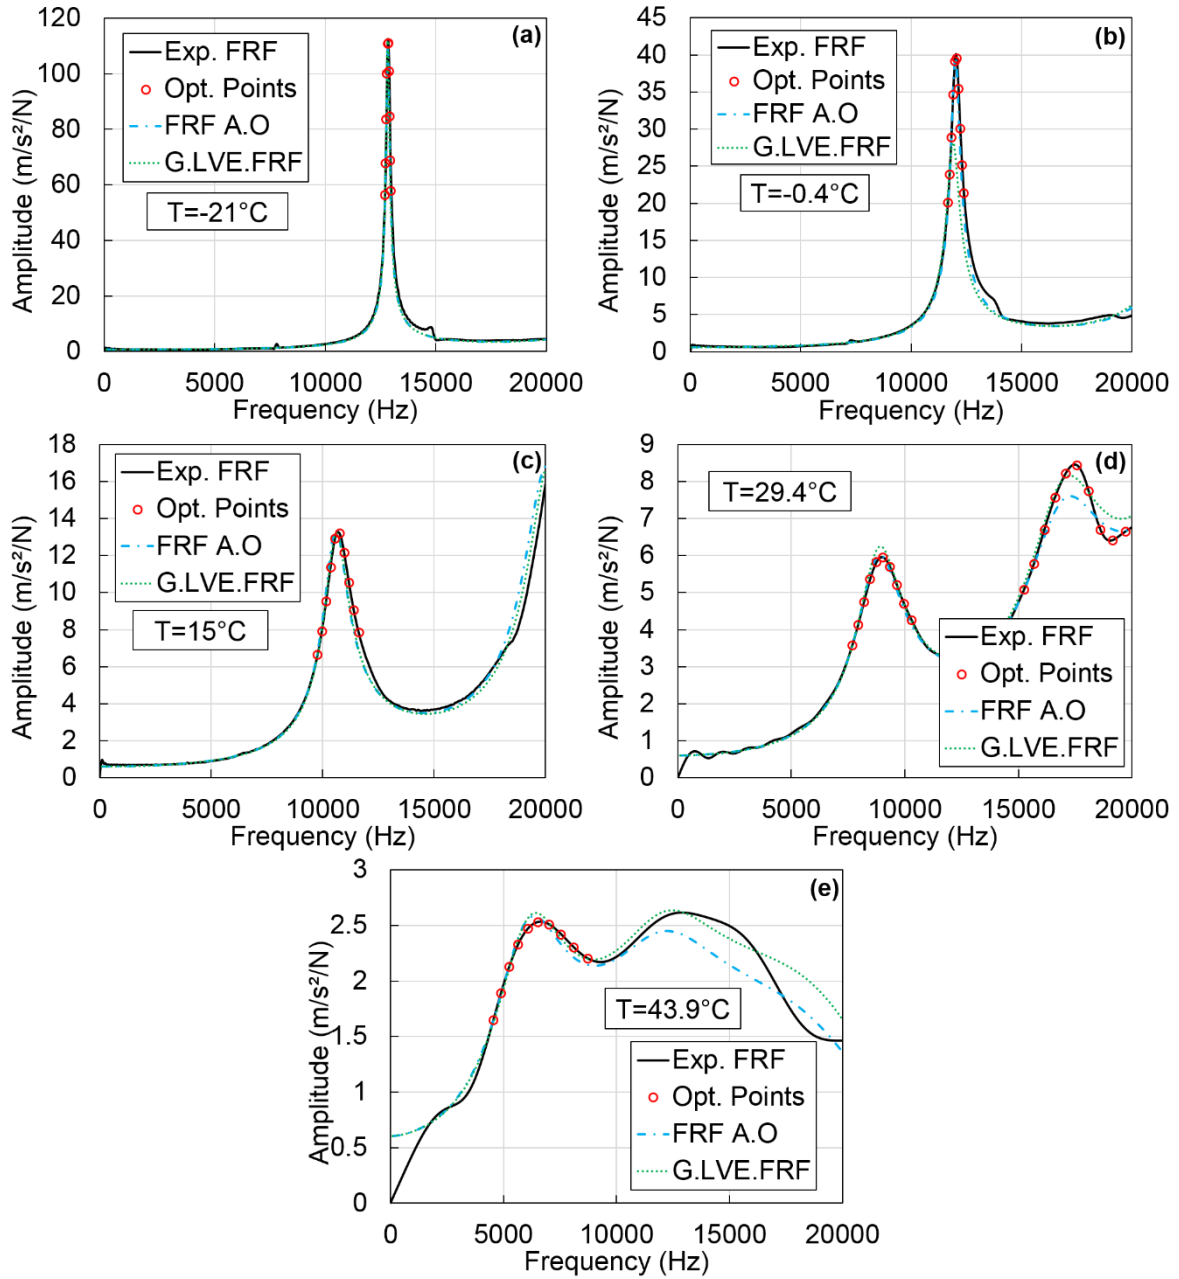 (a)
Amplitude (m/s²/N)
120
100
80
60
40
20
0
Exp. FRF
Opt. Points
FRF A.O
G.LVE.FRF
T=-21°C
0 5000 10000 15000 20000
Frequency (Hz)
(b)
Amplitude (m/s²/N)
45
40
35
30
25
20
15
10
5
0
Exp. FRF
Opt. Points
FRF A.O
G.LVE.FRF
T=-0.4°C
0 5000 10000 15000 20000
Frequency (Hz)
(c)
Amplitude (m/s²/N)
18
16
14
12
10
8
6
4
2
0
Exp. FRF
Opt. Points
FRF A.O
G.LVE.FRF
T=15°C
0 5000 10000 15000 20000
Frequency (Hz)
(d)
Amplitude (m/s²/N)
9
8
7
6
5
4
3
2
1
0
T=29.4°C
Exp. FRF
Opt. Points
FRF A.O
G.LVE.FRF
0 5000 10000 15000 20000
Frequency (Hz)
(e)
Amplitude (m/s²/N)
3
2.5
2
1.5
1
0.5
0
T=43.9°C
Exp. FRF
Opt. Points
FRF A.O
G.LVE.FRF
0 5000 10000 15000 20000
Frequency (Hz)